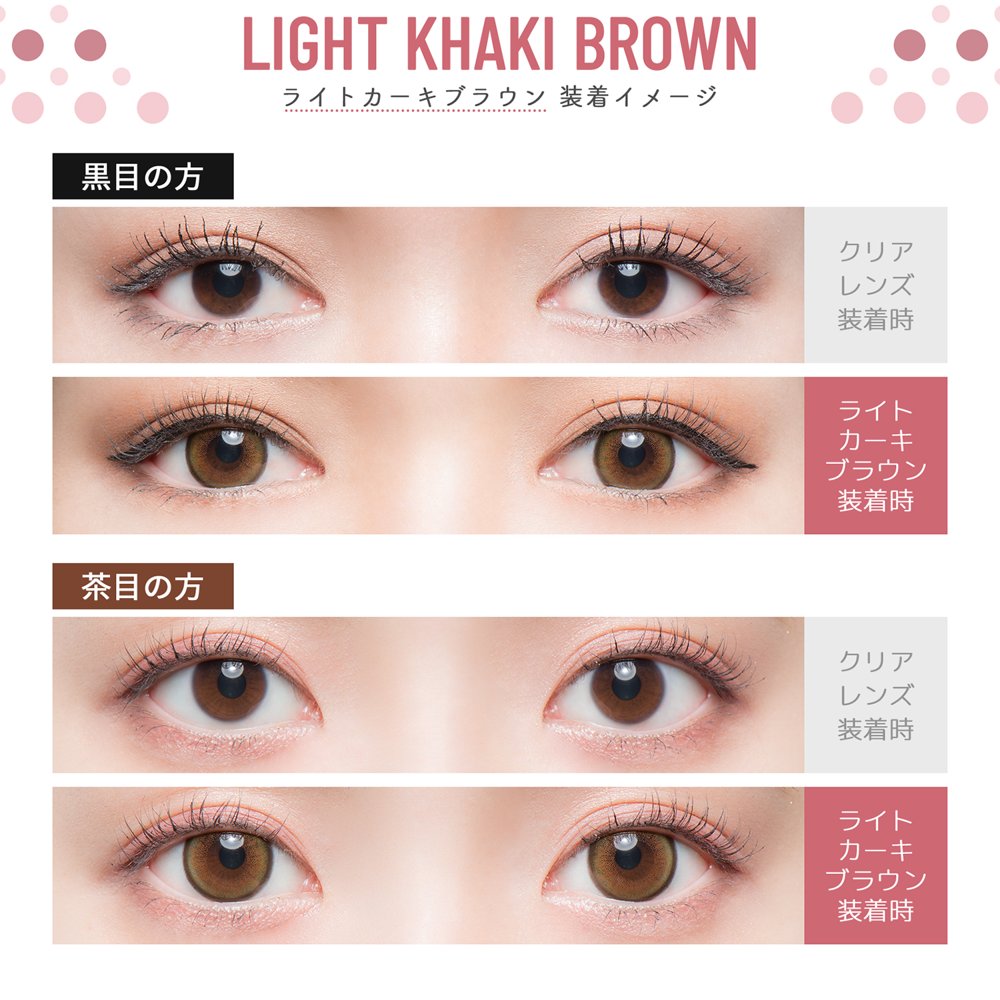 LIGHT KHAKI BROWN
ライトカーキブラウン 装着イメージ
黒目の方
クリア
レンズ
装着時
ライト
カーキ
ブラウン
装着時
茶目の方
クリア
レンズ
装着時
ライト
カーキ
ブラウン
装着時